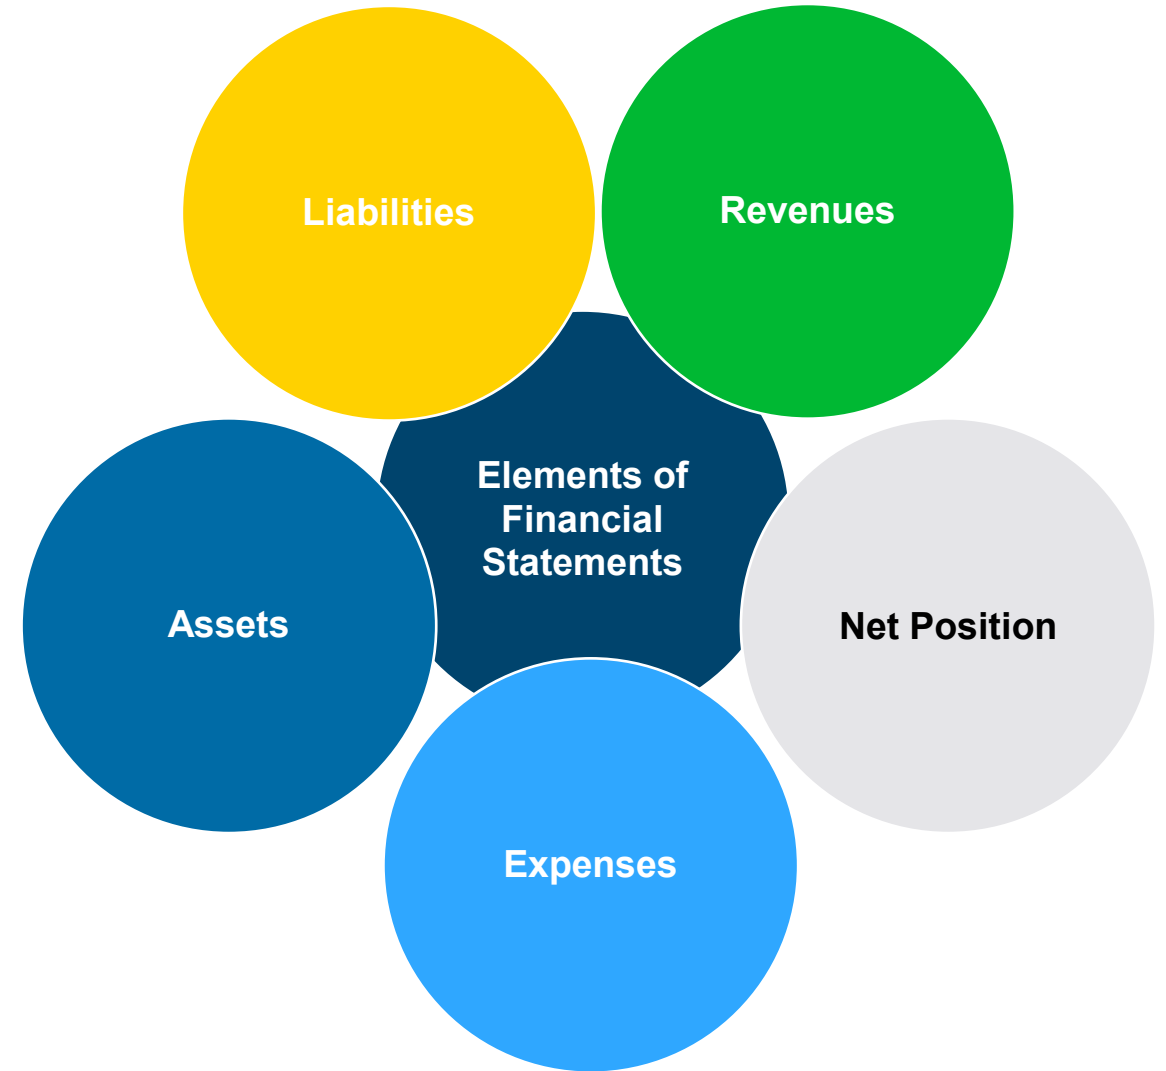 Liabilities
Revenues
Elements of
Financial
Statements
Assets
Net Position
Expenses